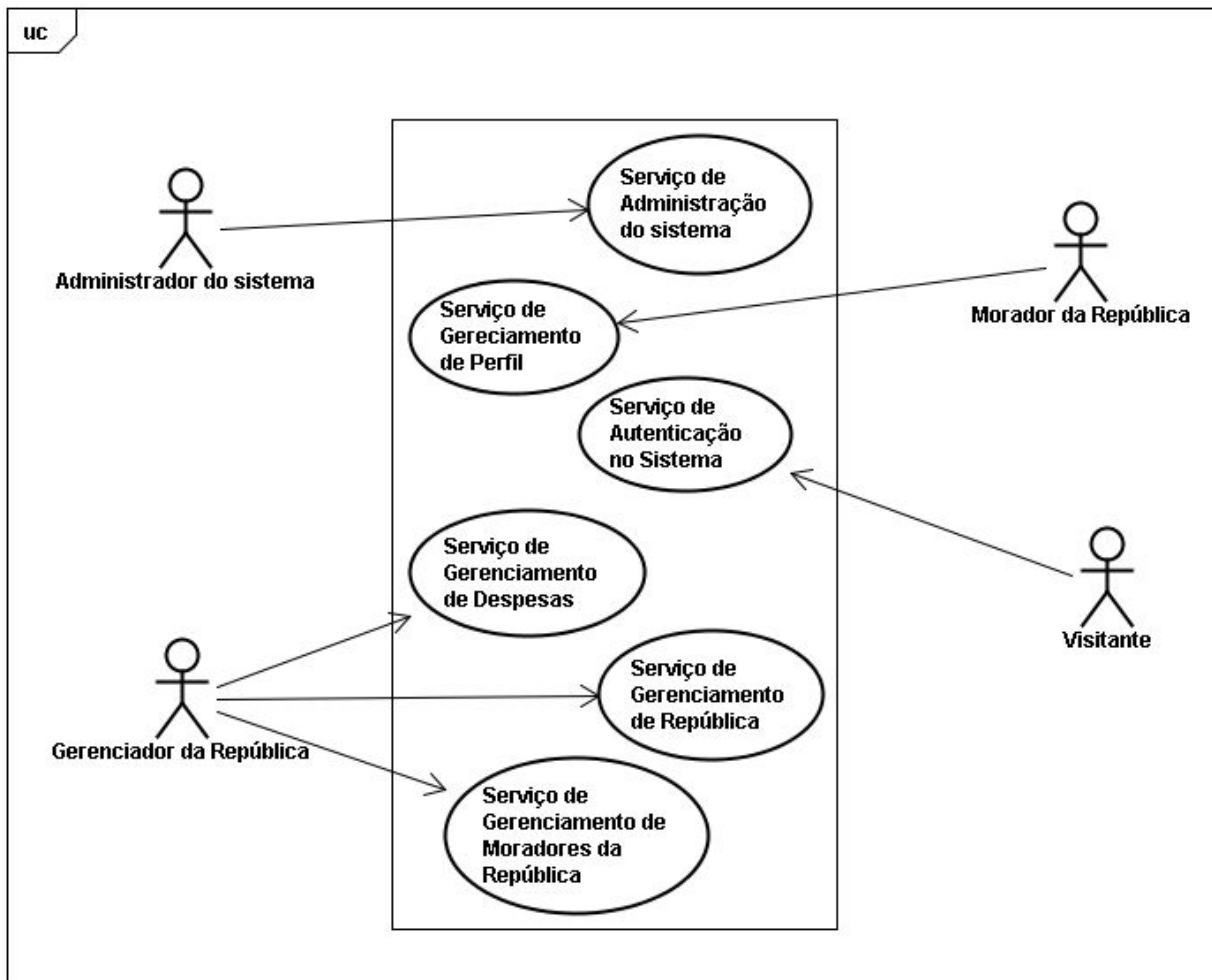 uc
Serviço de
Administração
do sistema
Administrador do sistema
Morador da República
Serviço de
Gereciamento
de Perfil
Serviço de
Autenticação
no Sistema
Serviço de
Gerenciamento
de Despesas
Visitante
Serviço de
Gerenciamento
de República
Gerenciador da República
Serviço de
Gerenciamento de
Moradores da
República